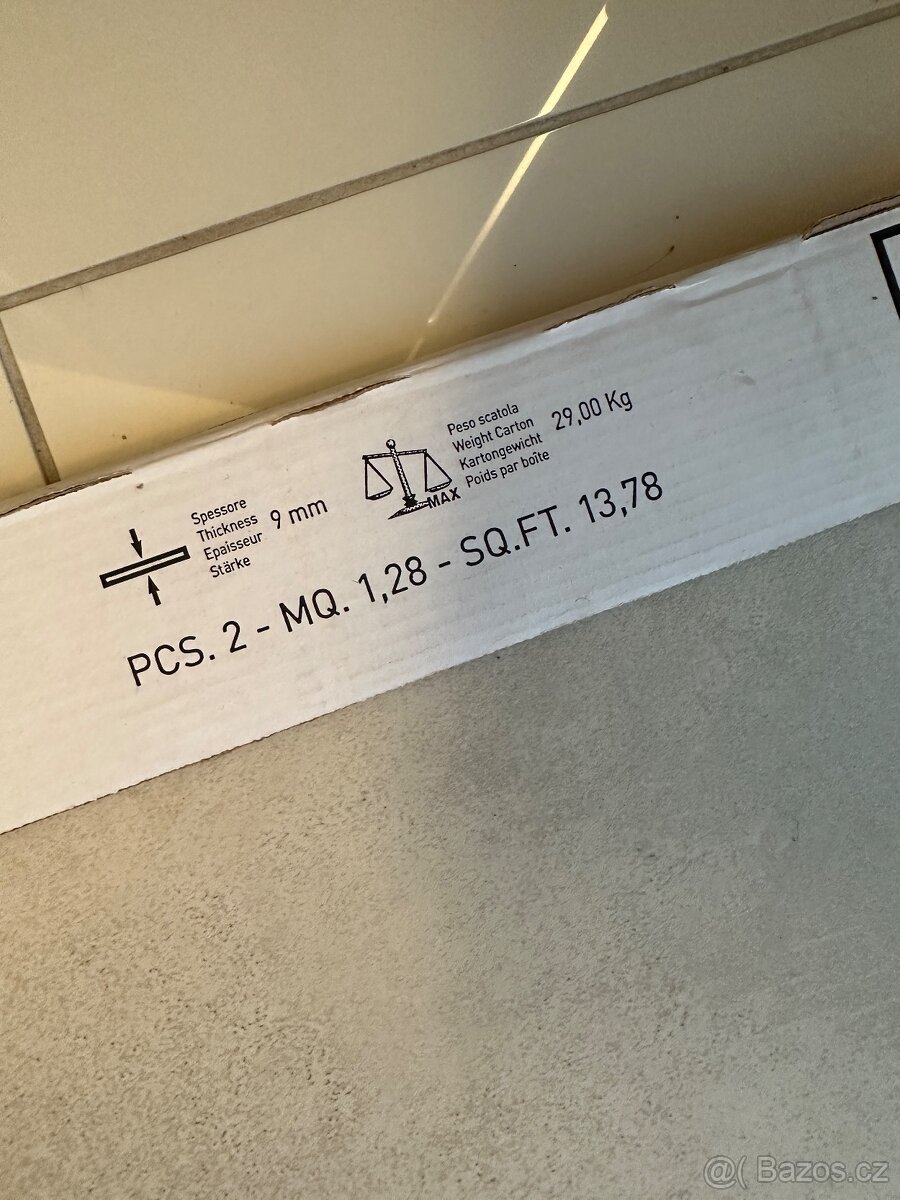 Spessore
Thickness
Epaisseur
Stärke
9 mm
MAX
Peso scatola
Weight Carton
Kartongewicht
Poids par boîte
29,00 Kg
PCS. 2 - MQ. 1,28 - SQ.FT. 13,78
@( Bazos.cz